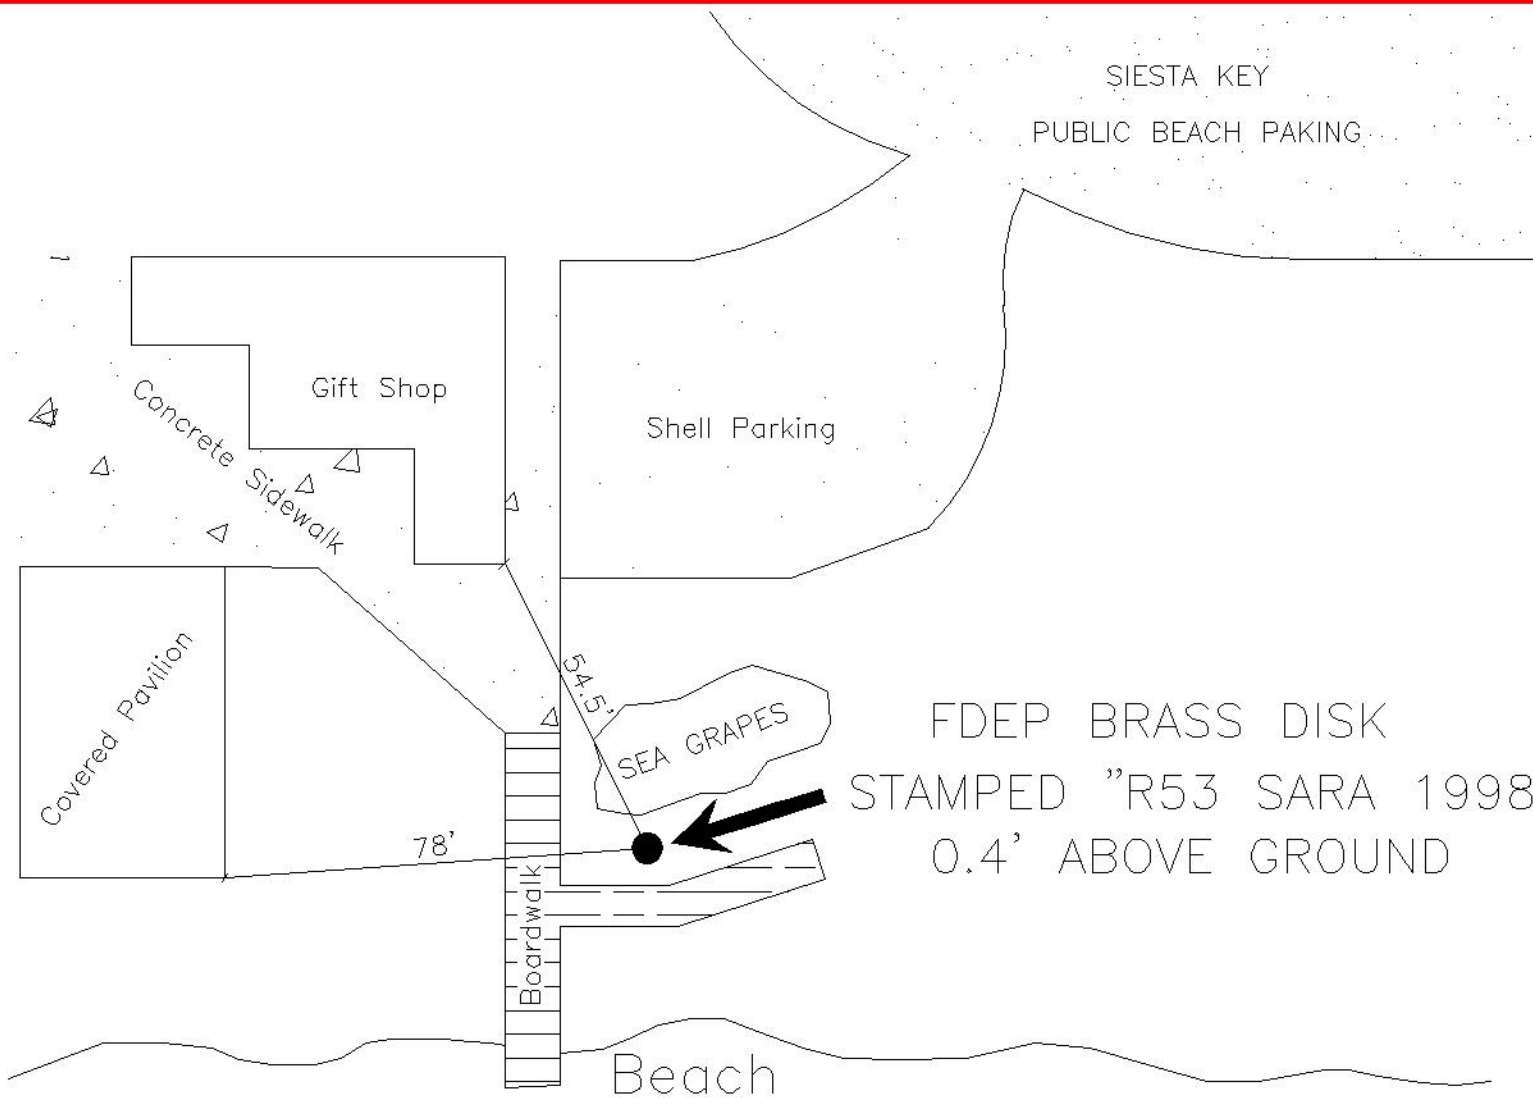 SIESTA KEY
PUBLIC BEACH PAKING
Gift Shop
Concrete Sidewalk
Shell Parking
54.5'
SEA GRAPES
Covered Pavilion
FDEP BRASS DISK
STAMPED "R53 SARA 1998
0.4' ABOVE GROUND
78'
Boardwalk
Beach